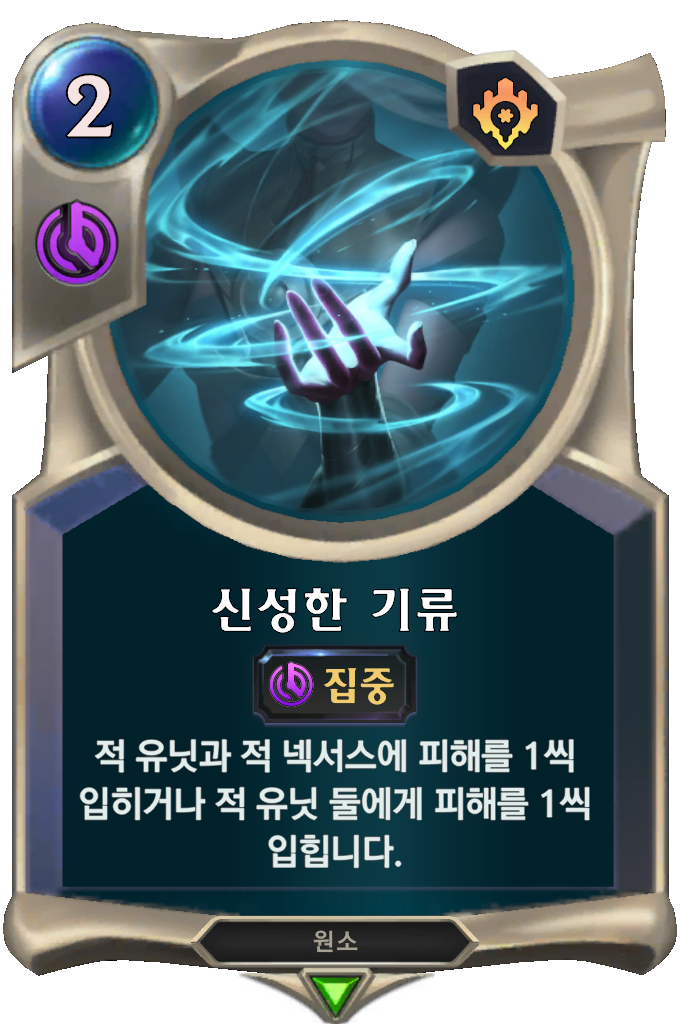 2
신성한 기류
집중
적 유닛과 적 넥서스에 피해를 1씩
입히거나 적 유닛 둘에게 피해를 1씩
입힙니다.
원소